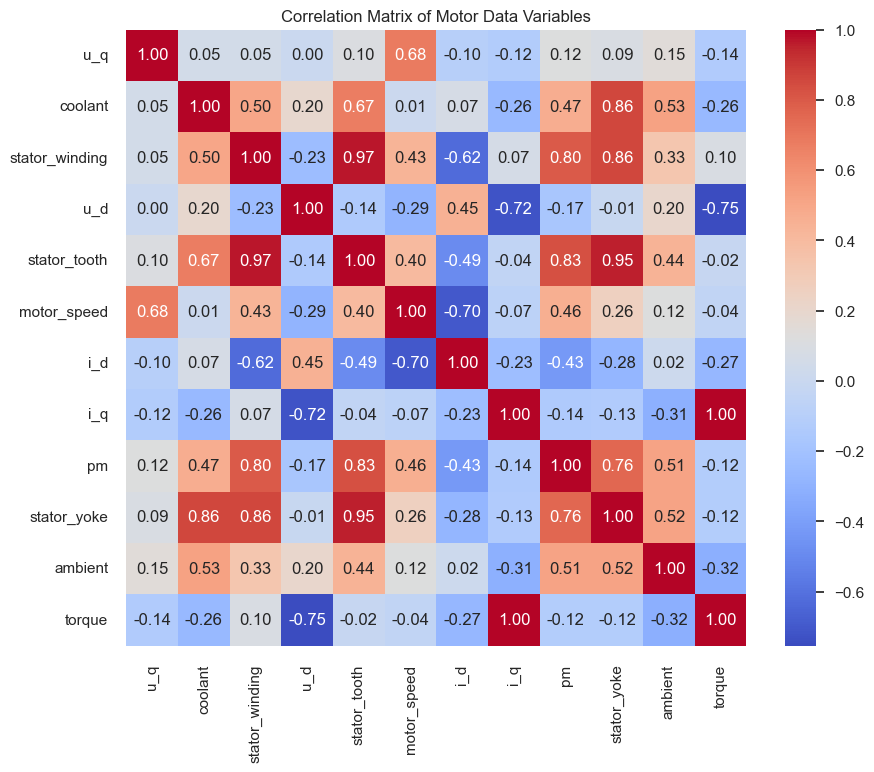 Correlation Matrix of Motor Data Variables
u_q 1.00 0.05 0.05 0.00 0.10 0.68 -0.10 -0.12 0.12 0.09 0.15 -0.14
coolant 0.05 1.00 0.50 0.20 0.67 0.01 0.07 -0.26 0.47 0.86 0.53 -0.26
stator_winding 0.05 0.50 1.00 -0.23 0.97 0.43 -0.62 0.07 0.80 0.86 0.33 0.10
u_d 0.00 0.20 -0.23 1.00 -0.14 -0.29 0.45 -0.72 -0.17 -0.01 0.20 -0.75
stator_tooth 0.10 0.67 0.97 -0.14 1.00 0.40 -0.49 -0.04 0.83 0.95 0.44 -0.02
motor_speed 0.68 0.01 0.43 -0.29 0.40 1.00 -0.70 -0.07 0.46 0.26 0.12 -0.04
i_d -0.10 0.07 -0.62 0.45 -0.49 -0.70 1.00 -0.23 -0.43 -0.28 0.02 -0.27
i_q -0.12 -0.26 0.07 -0.72 -0.04 -0.07 -0.23 1.00 -0.14 -0.13 -0.31 1.00
pm 0.12 0.47 0.80 -0.17 0.83 0.46 -0.43 -0.14 1.00 0.76 0.51 -0.12
stator_yoke 0.09 0.86 0.86 -0.01 0.95 0.26 -0.28 -0.13 0.76 1.00 0.52 -0.12
ambient 0.15 0.53 0.33 0.20 0.44 0.12 0.02 -0.31 0.51 0.52 1.00 -0.32
torque -0.14 -0.26 0.10 -0.75 -0.02 -0.04 -0.27 1.00 -0.12 -0.12 -0.32 1.00
u_q coolant stator_winding u_d stator_tooth motor_speed i_d i_q pm stator_yoke ambient torque
1.0
0.8
0.6
0.4
0.2
0.0
−0.2
−0.4
−0.6